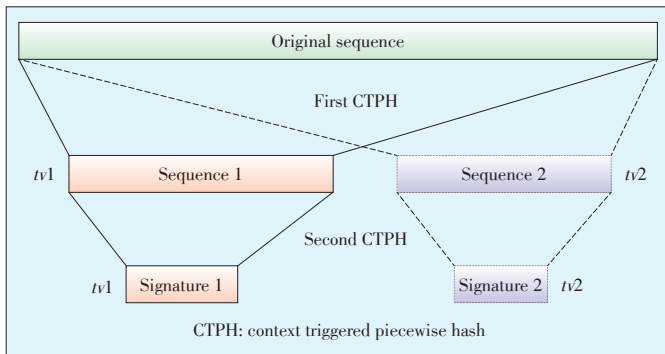 Original sequence
First CTPH
tv1 Sequence 1 Sequence 2 tv2
Second CTPH
tv1 Signature 1 Signature 2 tv2
CTPH: context triggered piecewise hash